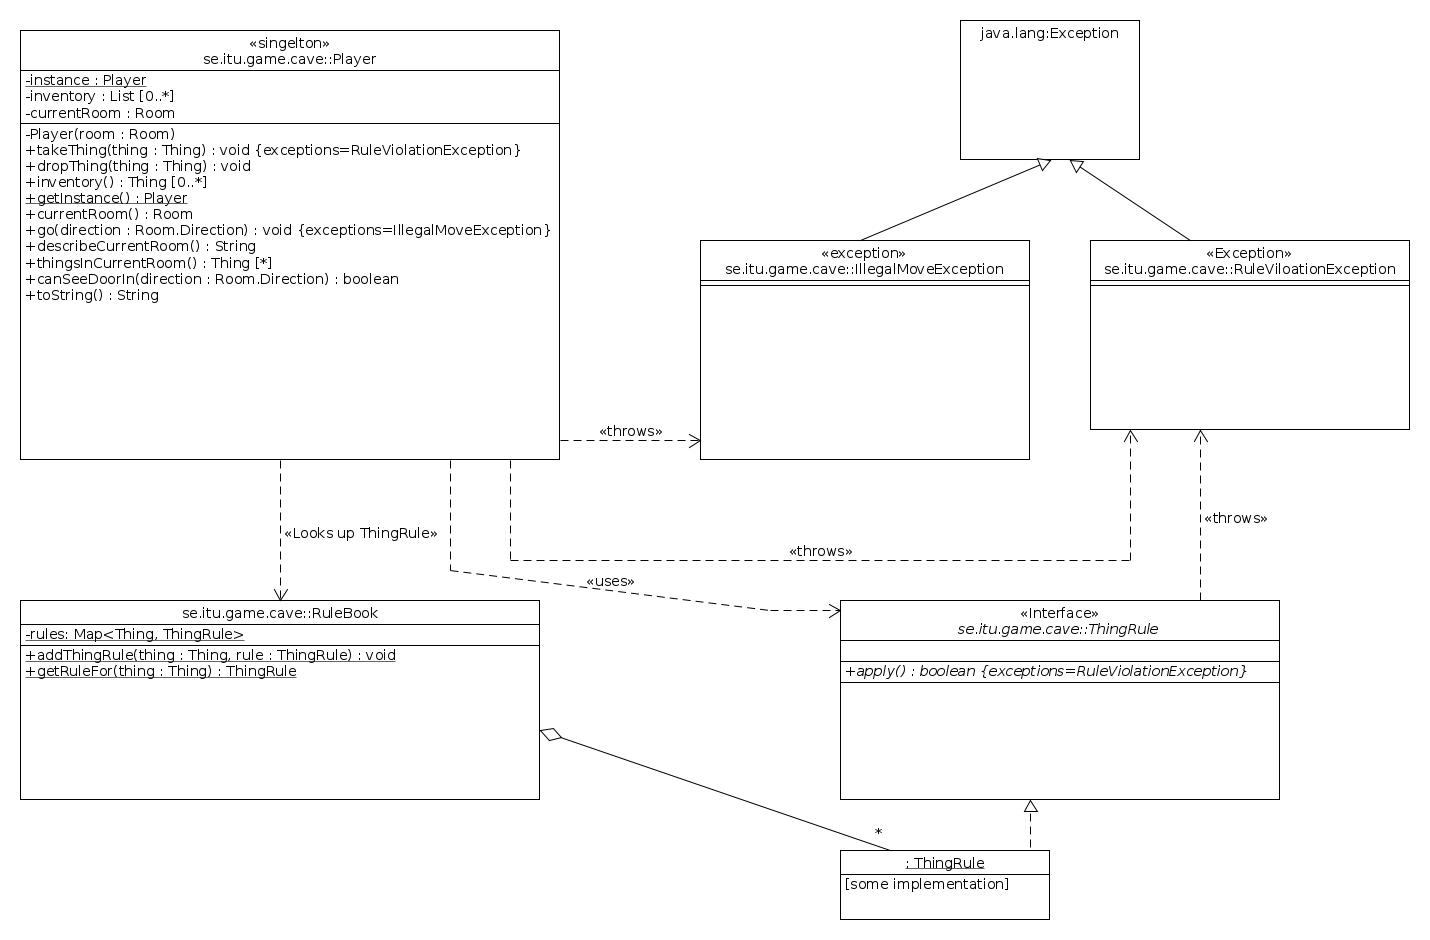 «singelton»
se.itu.game.cave::Player
-instance : Player
-inventory : List [0..*]
-currentRoom : Room
-Player(room : Room)
+takeThing(thing : Thing) : void {exceptions=RuleViolationException}
+dropThing(thing : Thing) : void
+inventory() : Thing [0..*]
+getInstance() : Player
+currentRoom() : Room
+go(direction : Room.Direction) : void {exceptions=IllegalMoveException}
+describeCurrentRoom() : String
+thingsInCurrentRoom() : Thing [*]
+canSeeDoorIn(direction : Room.Direction) : boolean
+toString() : String
java.lang:Exception
«exception»
se.itu.game.cave::IllegalMoveException
«Exception»
se.itu.game.cave::RuleViloationException
«throws»
«Looks up ThingRule»
«throws»
«throws»
«uses»
se.itu.game.cave::RuleBook
-rules: Map<Thing, ThingRule>
+addThingRule(thing : Thing, rule : ThingRule) : void
+getRuleFor(thing : Thing) : ThingRule
«Interface»
se.itu.game.cave::ThingRule
+apply() : boolean {exceptions=RuleViolationException}
*
: ThingRule
[some implementation]